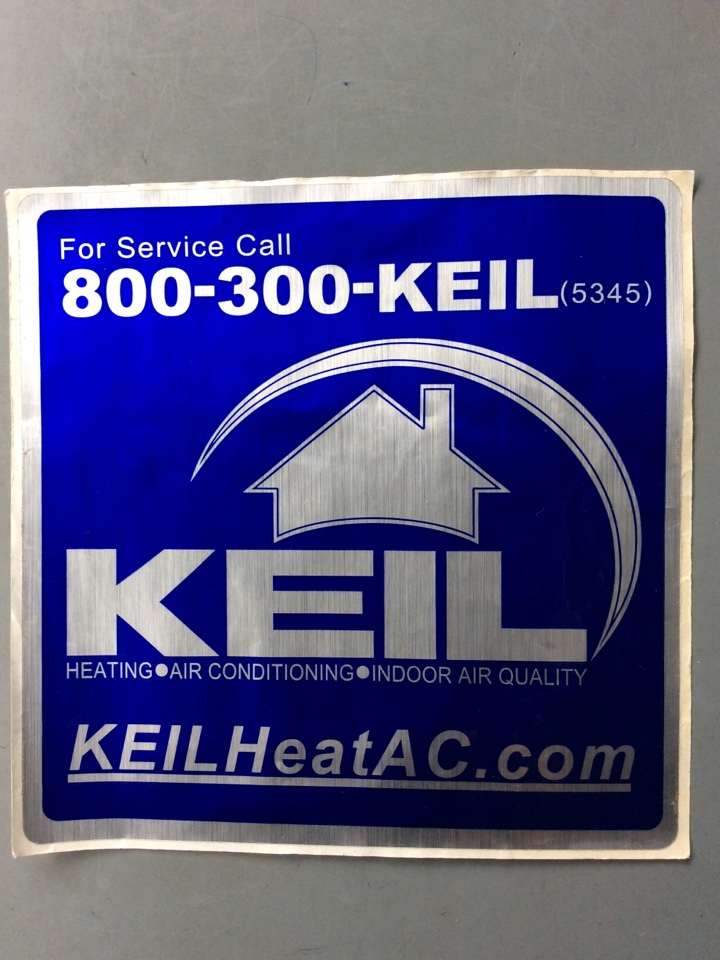 For Service Call
800-300-KEIL(5345)
KEIL
HEATING●AIR CONDITIONING●INDOOR AIR QUALITY
KEILHeatAC.com